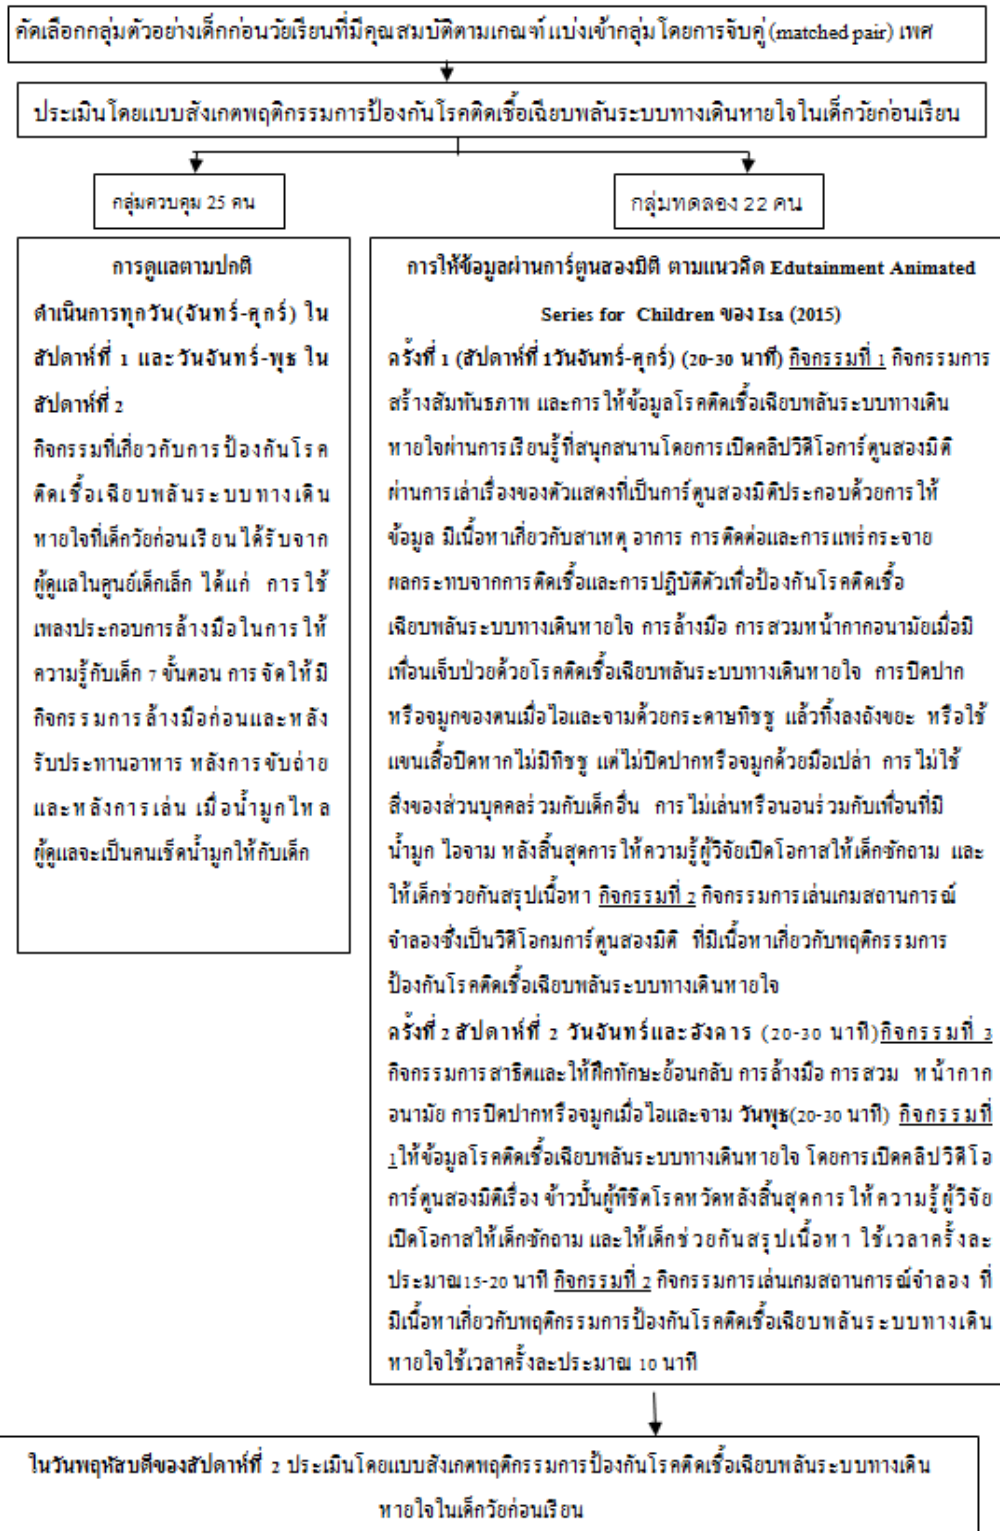 คัดเลือกกลุ่มตัวอย่างเด็กก่อนวัยเรียนที่มีคุณสมบัติตามเกณฑ์ แบ่งเข้ากลุ่มโดยการจับคู่ (matched pair) เพศ
ประเมินโดยแบบสังเกตพฤติกรรมการป้องกันโรคติดเชื้อเฉียบพลันระบบทางเดินหายใจในเด็กวัยก่อนเรียน
กลุ่มควบคุม 25 คน
กลุ่มทดลอง 22 คน
การดูแลตามปกติ
ดำเนินการทุกวัน(จันทร์-ศุกร์) ใน
สัปดาห์ที่ 1 และวันจันทร์-พุธ ใน
สัปดาห์ที่ 2
กิจกรรมที่เกี่ยวกับการป้องกันโรค
ติดเชื้อเฉียบพลันระบบทางเดิน
หายใจที่เด็กวัยก่อนเรียนได้รับจาก
ผู้ดูแลในศูนย์เด็กเล็ก ได้แก่ การใช้
เพลงประกอบการล้างมือในการให้
ความรู้กับเด็ก 7 ขั้นตอน การจัดให้มี
กิจกรรมการล้างมือก่อนและหลัง
รับประทานอาหาร หลังการขับถ่าย
และหลังการเล่น เมื่อน้ำมูกไหล
ผู้ดูแลจะเป็นคนเช็ดน้ำมูกให้กับเด็ก
การให้ข้อมูลผ่านการ์ตูนสองมิติ ตามแนวคิด Edutainment Animated
Series for Children ของ Isa (2015)
ครั้งที่ 1 (สัปดาห์ที่ 1วันจันทร์-ศุกร์) (20-30 นาที) กิจกรรมที่ 1 กิจกรรมการ
สร้างสัมพันธภาพ และการให้ข้อมูลโรคติดเชื้อเฉียบพลันระบบทางเดิน
หายใจผ่านการเรียนรู้ที่สนุกสนานโดยการเปิดคลิปวิดีโอการ์ตูนสองมิติ
ผ่านการเล่าเรื่องของตัวแสดงที่เป็นการ์ตูนสองมิติประกอบด้วยการให้
ข้อมูล มีเนื้อหาเกี่ยวกับสาเหตุ อาการ การติดต่อและการแพร่กระจาย
ผลกระทบจากการติดเชื้อและการปฏิบัติตัวเพื่อป้องกันโรคติดเชื้อ
เฉียบพลันระบบทางเดินหายใจ การล้างมือ การสวมหน้ากากอนามัยเมื่อมี
เพื่อนเจ็บป่วยด้วยโรคติดเชื้อเฉียบพลันระบบทางเดินหายใจ การปิดปาก
หรือจมูกของตนเมื่อไอและจามด้วยกระดาษทิชชู แล้วทิ้งลงถังขยะ หรือใช้
แขนเสื้อปิดหากไม่มีทิชชู แต่ไม่ปิดปากหรือจมูกด้วยมือเปล่า การไม่ใช้
สิ่งของส่วนบุคคลร่วมกับเด็กอื่น การไม่เล่นหรือนอนร่วมกับเพื่อนที่มี
น้ำมูก ไอจาม หลังสิ้นสุดการให้ความรู้ผู้วิจัยเปิดโอกาสให้เด็กซักถาม และ
ให้เด็กช่วยกันสรุปเนื้อหา กิจกรรมที่ 2 กิจกรรมการเล่นเกมสถานการณ์
จำลองซึ่งเป็นวิดีโอกมการ์ตูนสองมิติ ที่มีเนื้อหาเกี่ยวกับพฤติกรรมการ
ป้องกันโรคติดเชื้อเฉียบพลันระบบทางเดินหายใจ
ครั้งที่ 2 สัปดาห์ที่ 2 วันจันทร์และอังคาร (20-30 นาที)กิจกรรมที่ 3
กิจกรรมการสาธิตและให้ฝึกทักษะย้อนกลับ การล้างมือ การสวม หน้ากาก
อนามัย การปิดปากหรือจมูกเมื่อไอและจาม วันพุธ(20-30 นาที) กิจกรรมที่
1ให้ข้อมูลโรคติดเชื้อเฉียบพลันระบบทางเดินหายใจ โดยการเปิดคลิปวิดีโอ
การ์ตูนสองมิติเรื่อง ข้าวปั้นผู้พิชิตโรคหวัดหลังสิ้นสุดการให้ความรู้ผู้วิจัย
เปิดโอกาสให้เด็กซักถาม และให้เด็กช่วยกันสรุปเนื้อหา ใช้เวลาครั้งละ
ประมาณ15-20 นาที กิจกรรมที่ 2 กิจกรรมการเล่นเกมสถานการณ์จำลอง ที่
มีเนื้อหาเกี่ยวกับพฤติกรรมการป้องกันโรคติดเชื้อเฉียบพลันระบบทางเดิน
หายใจใช้เวลาครั้งละประมาณ 10 นาที
ในวันพฤหัสบดีของสัปดาห์ที่ 2 ประเมินโดยแบบสังเกตพฤติกรรมการป้องกันโรคติดเชื้อเฉียบพลันระบบทางเดิน
หายใจในเด็กวัยก่อนเรียน